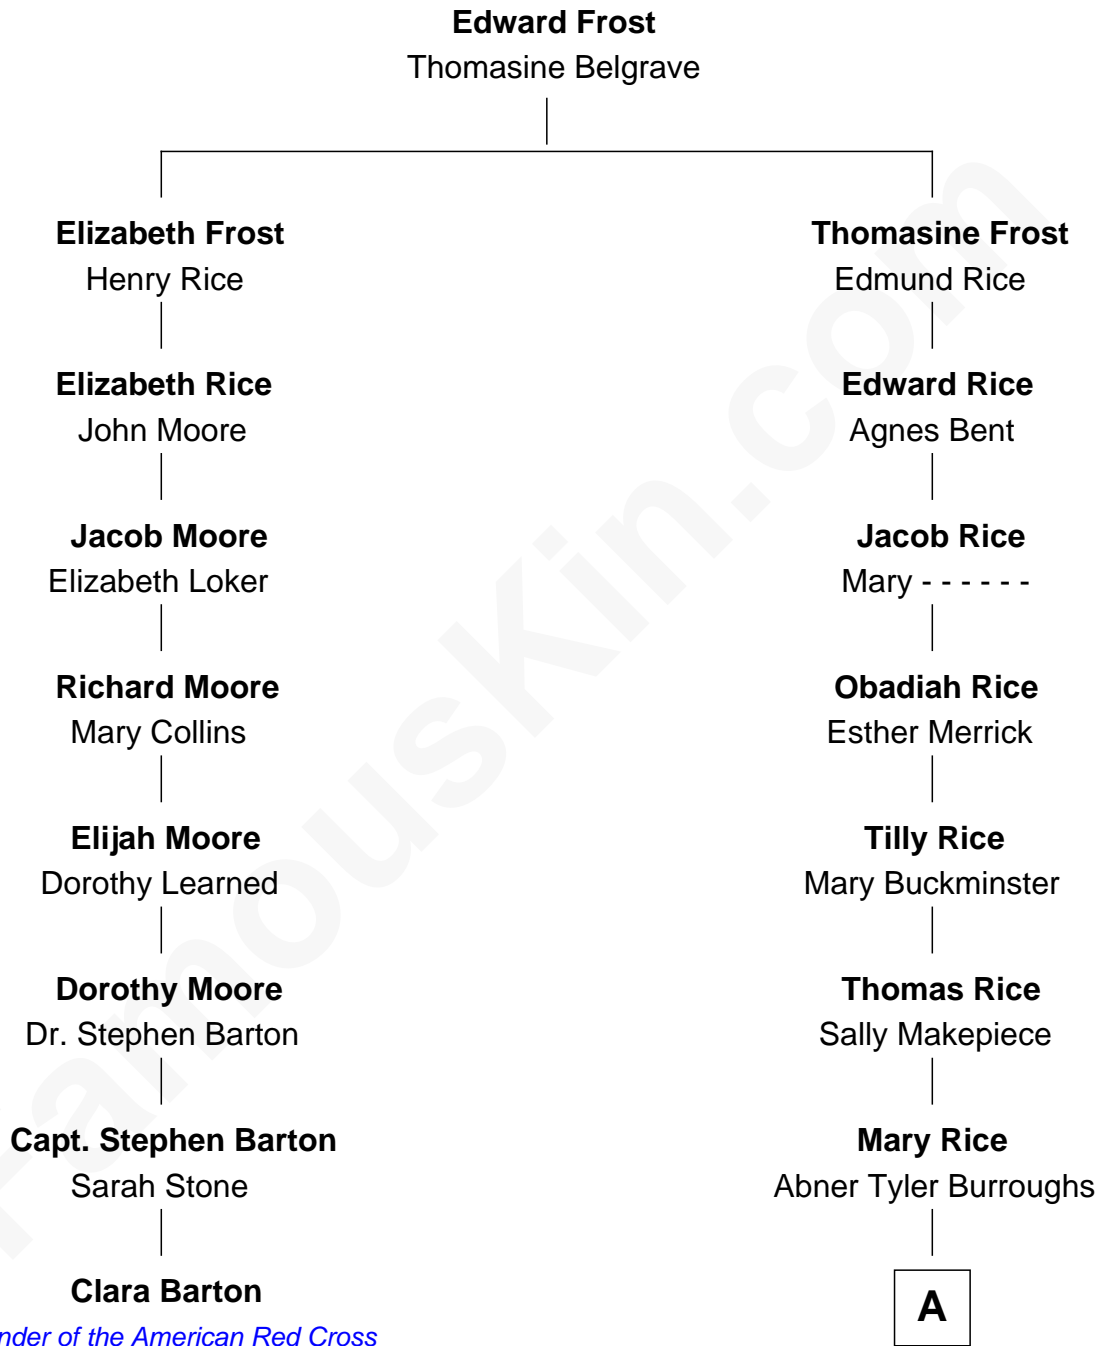 Edward Frost
Thomasine Belgrave
Elizabeth Frost
Henry Rice
Thomasine Frost
Edmund Rice
Elizabeth Rice
John Moore
Edward Rice
Agnes Bent
Jacob Moore
Elizabeth Loker
Jacob Rice
Mary - - - - - -
Richard Moore
Mary Collins
Obadiah Rice
Esther Merrick
Elijah Moore
Dorothy Learned
Tilly Rice
Mary Buckminster
Dorothy Moore
Dr. Stephen Barton
Thomas Rice
Sally Makepiece
Capt. Stephen Barton
Sarah Stone
Mary Rice
Abner Tyler Burroughs
Clara Barton
nder of the American Red Cross
A
FamousKin.com